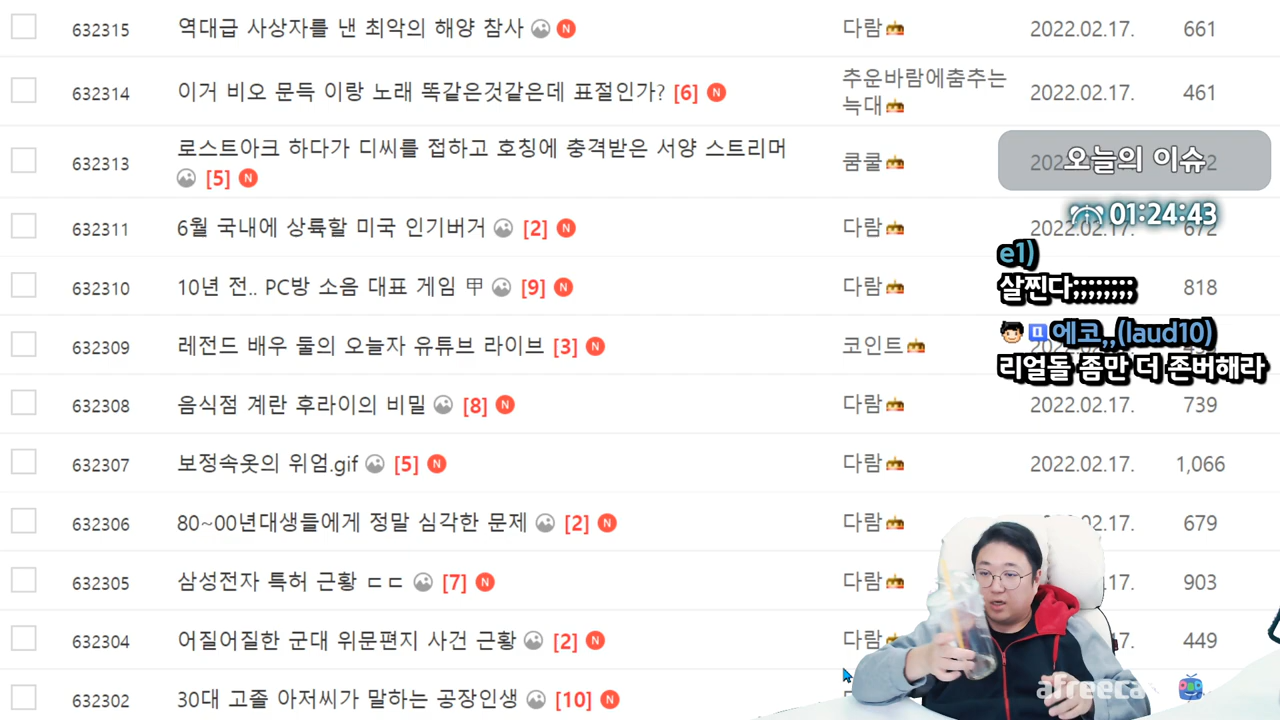 632315 역대급 사상자를 낸 최악의 해양 참사 N 다람 2022.02.17. 661
632314 이거 비오 문득 이랑 노래 똑같은것같은데 표절인가? [6] N 추운바람에춤추는 늑대 2022.02.17. 461
632313 로스트아크 하다가 디씨를 접하고 호칭에 충격받은 서양 스트리머
[5] N 쿰쿨
오늘의 이슈
01:24:43
632311 6월 국내에 상륙할 미국 인기버거 [2] N 다람 2022.02.17. 672
e1)
살찐다;;;;;;;;
632310 10년 전.. PC방 소음 대표 게임 甲 [9] N 다람 818
에코,,(laud10)
632309 레전드 배우 둘의 오늘자 유튜브 라이브 [3] N 코인트
리얼돌 좀만 더 존버해라
632308 음식점 계란 후라이의 비밀 [8] N 다람 2022.02.17. 739
632307 보정속옷의 위엄.gif [5] N 다람 2022.02.17. 1,066
632306 80~00년대생들에게 정말 심각한 문제 [2] N 다람 02.17. 679
632305 삼성전자 특허 근황 ㄷㄷ [7] N 다람 17. 903
632304 어질어질한 군대 위문편지 사건 근황 [2] N 다람 17. 449
632302 30대 고졸 아저씨가 말하는 공장인생 [10] N
afreeca